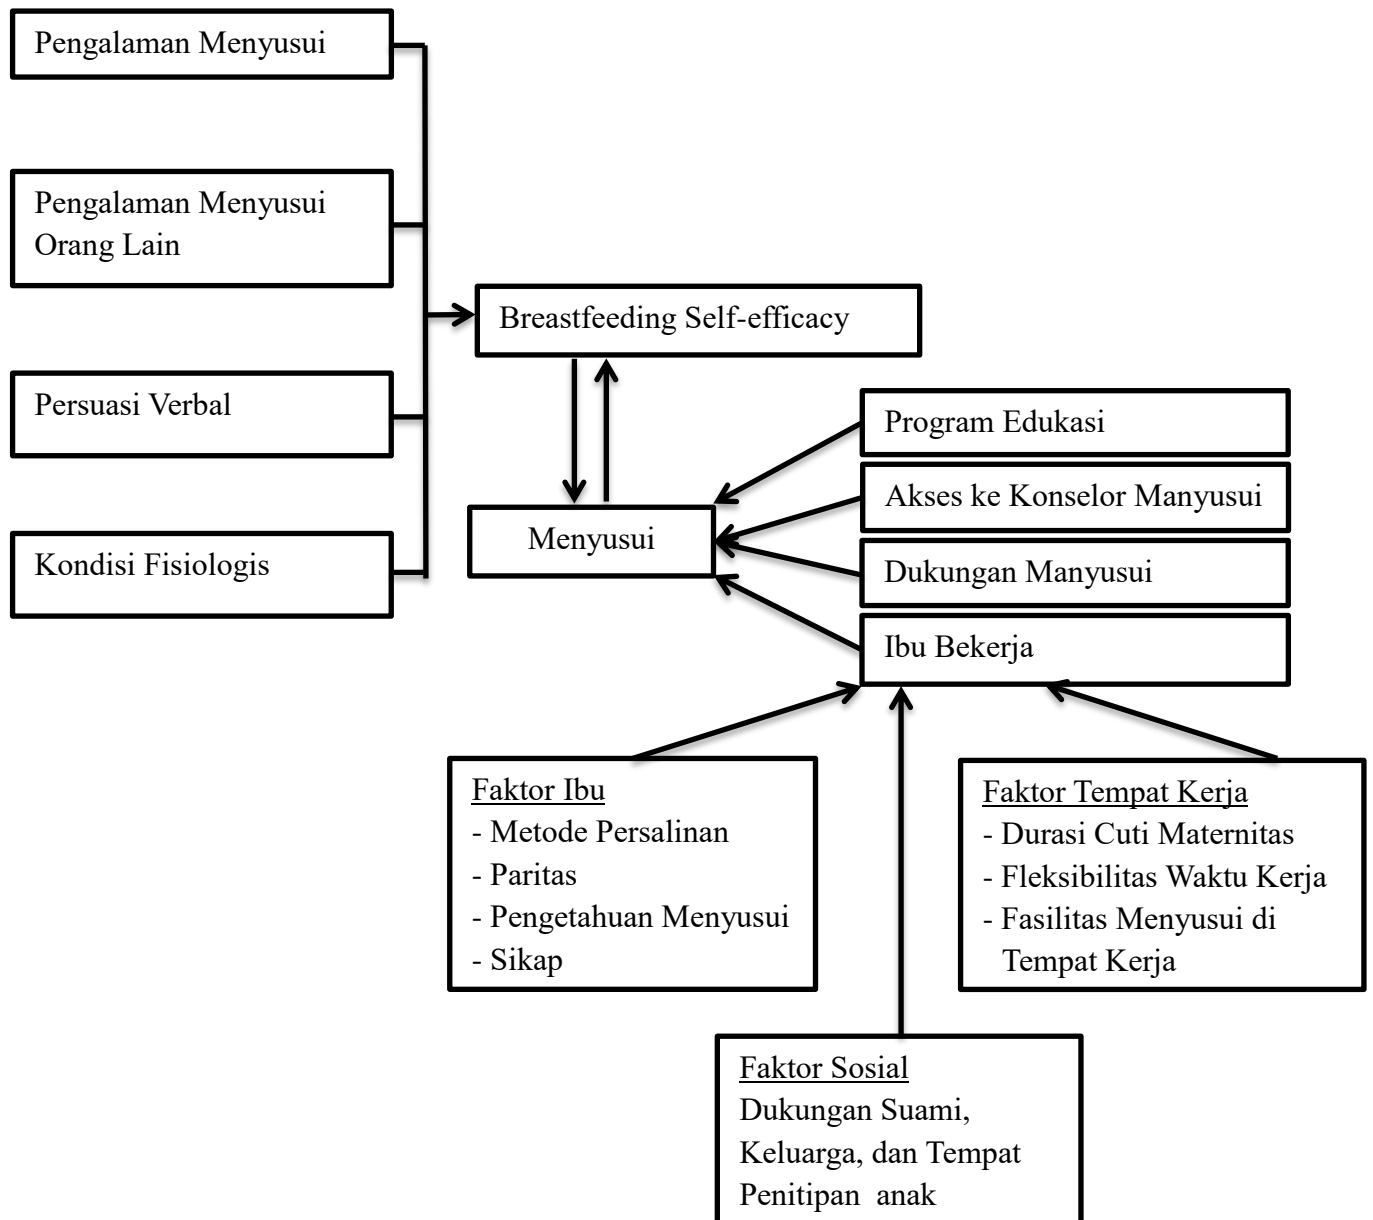 Pengalaman Menyusui
Pengalaman Menyusui
Orang Lain
Breastfeeding Self-efficacy
Persuasi Verbal
Program Edukasi
Akses ke Konselor Manyusui
Menyusui
Kondisi Fisiologis
Dukungan Manyusui
Ibu Bekerja
Faktor Ibu
- Metode Persalinan
- Paritas
- Pengetahuan Menyusui
- Sikap
Faktor Tempat Kerja
- Durasi Cuti Maternitas
- Fleksibilitas Waktu Kerja
- Fasilitas Menyusui di
Tempat Kerja
Faktor Sosial
Dukungan Suami,
Keluarga, dan Tempat
Penitipan anak